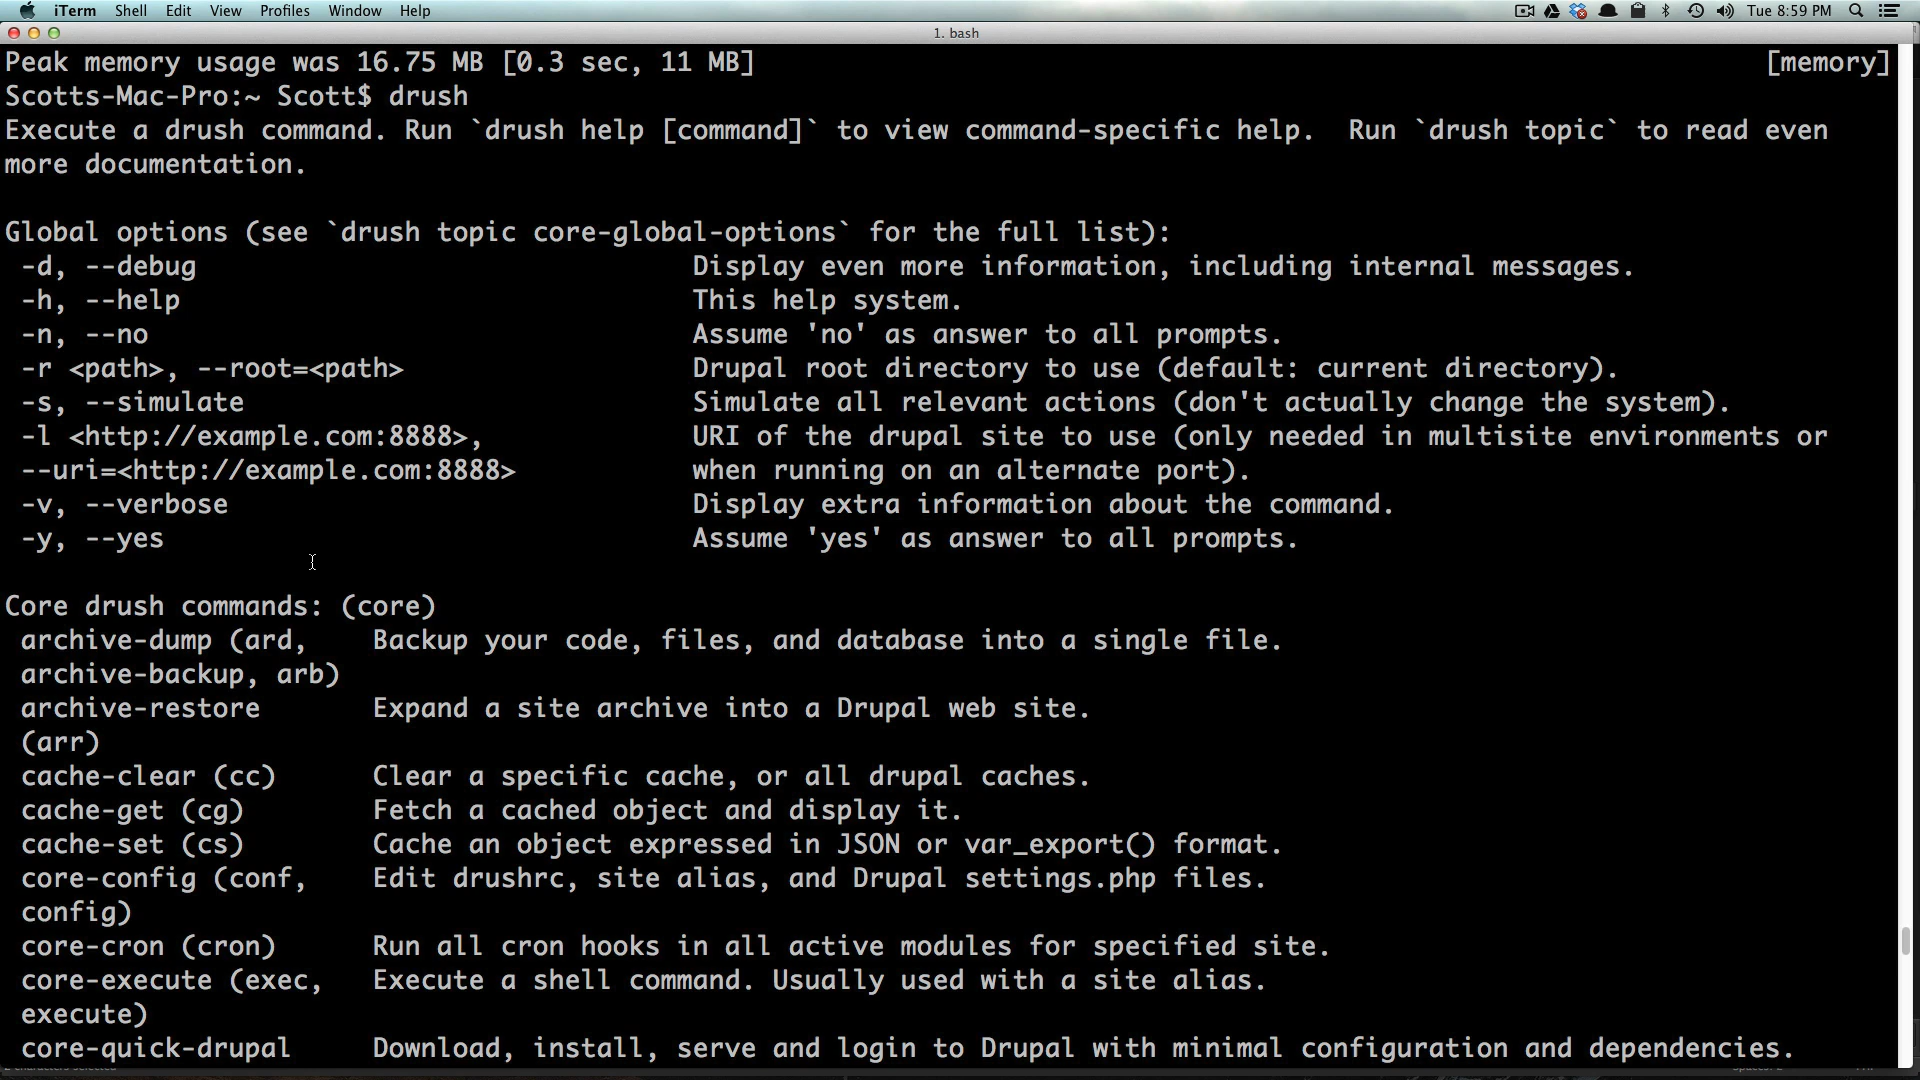 iTerm Shell Edit View Profiles Window Help Tue 8:59 PM
1. bash
Peak memory usage was 16.75 MB [0.3 sec, 11 MB] [memory]
Scotts-Mac-Pro:~ Scott$ drush
Execute a drush command. Run `drush help [command]` to view command-specific help.  Run `drush topic` to read even
more documentation.
Global options (see `drush topic core-global-options` for the full list):
-d, --debug Display even more information, including internal messages.
-h, --help This help system.
-n, --no Assume 'no' as answer to all prompts.
-r <path>, --root=<path> Drupal root directory to use (default: current directory).
-s, --simulate Simulate all relevant actions (don't actually change the system).
-l <http://example.com:8888>, URI of the drupal site to use (only needed in multisite environments or
--uri=<http://example.com:8888> when running on an alternate port).
-v, --verbose Display extra information about the command.
-y, --yes Assume 'yes' as answer to all prompts.
Core drush commands: (core)
archive-dump (ard, Backup your code, files, and database into a single file.
archive-backup, arb)
archive-restore Expand a site archive into a Drupal web site.
(arr)
cache-clear (cc) Clear a specific cache, or all drupal caches.
cache-get (cg) Fetch a cached object and display it.
cache-set (cs) Cache an object expressed in JSON or var_export() format.
core-config (conf, Edit drushrc, site alias, and Drupal settings.php files.
config)
core-cron (cron) Run all cron hooks in all active modules for specified site.
core-execute (exec, Execute a shell command. Usually used with a site alias.
execute)
core-quick-drupal Download, install, serve and login to Drupal with minimal configuration and dependencies.